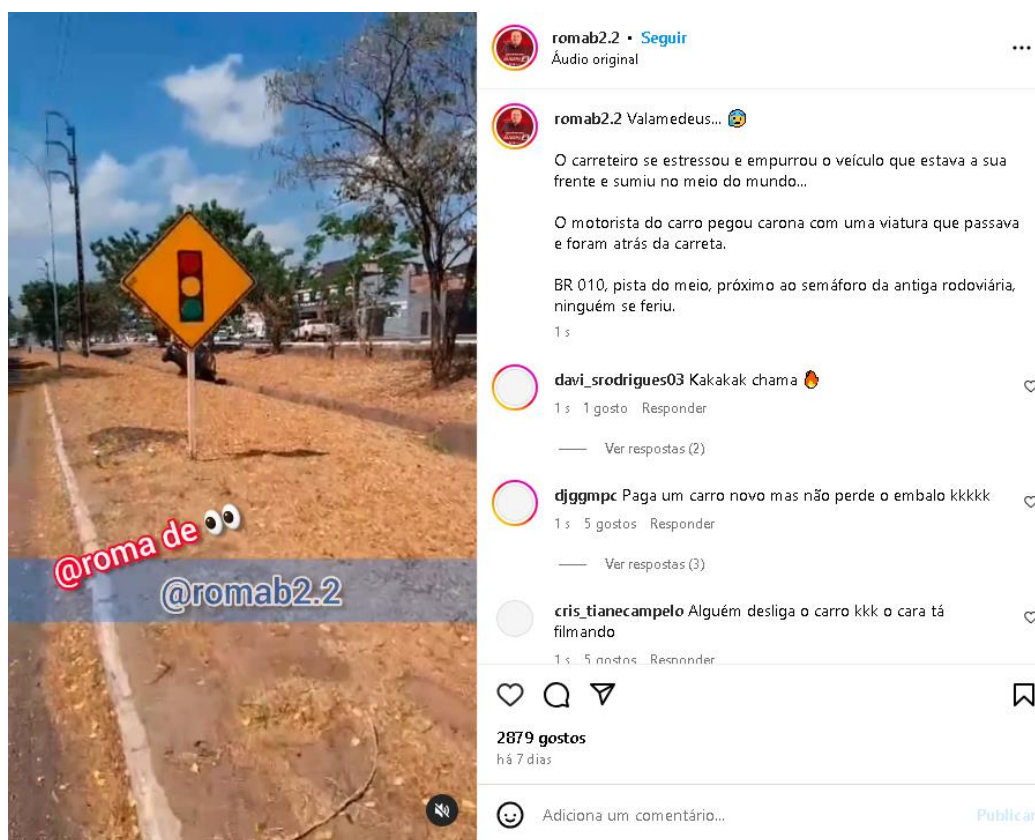 romab2.2 • Seguir
Áudio original
romab2.2 Valamedeus... 😰
O carreteiro se estressou e empurrou o veículo que estava a sua
frente e sumiu no meio do mundo...
O motorista do carro pegou carona com uma viatura que passava
e foram atrás da carreta.
BR 010, pista do meio, próximo ao semáforo da antiga rodoviária,
ninguém se feriu.
1 s
davi_srodrigues03 Kakakak chama 🔥
1 s 1 gosto Responder
Ver respostas (2)
djggmpc Paga um carro novo mas não perde o embalo kkkkk
1 s 5 gostos Responder
Ver respostas (3)
cris_tianecampelo Alguém desliga o carro kkk o cara tá
filmando
1 s 5 gostos Responder
2879 gostos
há 7 dias
Adiciona um comentário...
Publicar
@roma de 👀
@romab2.2